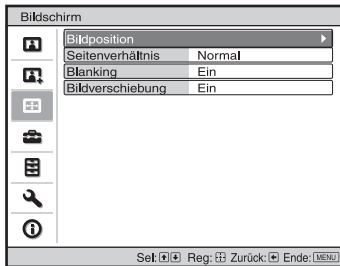 Bildschirm
Bildposition
Seitenverhältnis Normal
Blanking Ein
Bildverschiebung Ein
Sel: Reg: Zurück: Ende: MENU